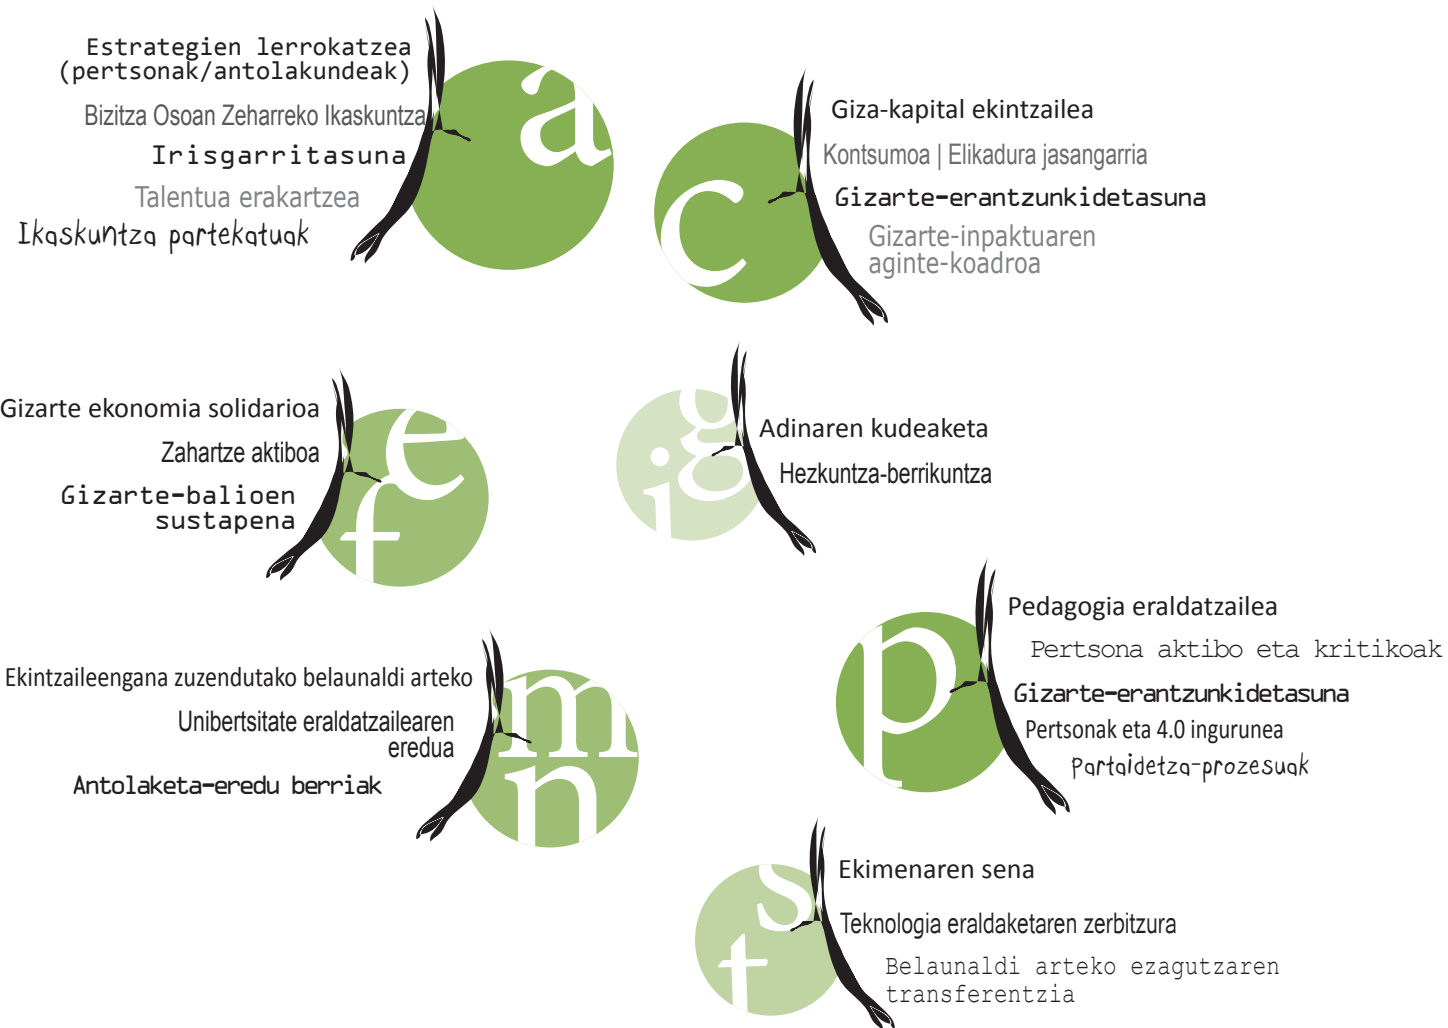 Estrategien lerrokatzea
(pertsonak/antolakundeak)
Bizitza Osoan Zeharreko Ikaskuntza
Irisgarritasuna
Talentua erakartzea
Ikaskuntza partekatuak
a
c
Giza-kapital ekintzailea
Kontsumoa | Elikadura jasangarria
Gizarte-erantzunkidetasuna
Gizarte-inpaktuaren
aginte-koadroa
Gizarte ekonomia solidarioa
Zahartze aktiboa
Gizarte-balioen
sustapena
e
f
g
i
Adinaren kudeaketa
Hezkuntza-berrikuntza
Ekintzaileengana zuzendutako belaunaldi arteko
Unibertsitate eraldatzailearen
eredua
Antolaketa-eredu berriak
m
n
p
Pedagogia eraldatzailea
Pertsona aktibo eta kritikoak
Gizarte-erantzunkidetasuna
Pertsonak eta 4.0 ingurunea
Partaidetza-prozesuak
s
t
Ekimenaren sena
Teknologia eraldaketaren zerbitzura
Belaunaldi arteko ezagutzaren
transferentzia